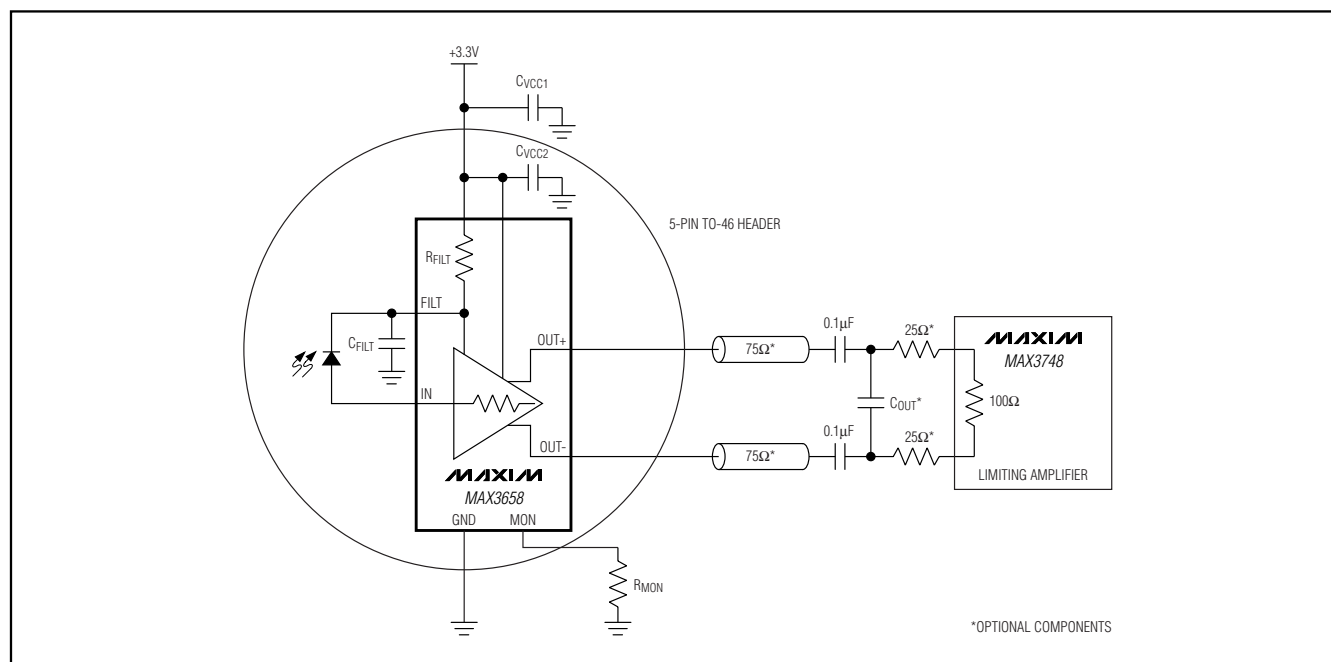 +3.3V
CVCC1
CVCC2
5-PIN TO-46 HEADER
RFILT
FILT
CFILT
IN
OUT+
OUT-
MAXIM
MAX3658
GND
MON
RMON
75Ω*
0.1µF
25Ω*
COUT*
75Ω*
0.1µF
25Ω*
MAXIM
MAX3748
100Ω
LIMITING AMPLIFIER
*OPTIONAL COMPONENTS